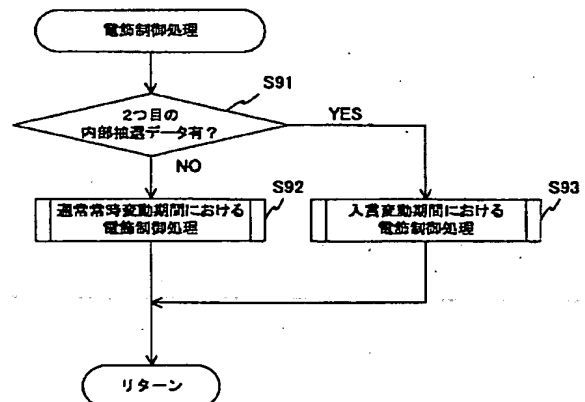 電飾制御処理
S91
2つ目の
内部抽選データ有?
YES
NO
S92
通常常時変動期間における
電飾制御処理
S93
入賞変動期間における
電飾制御処理
リターン